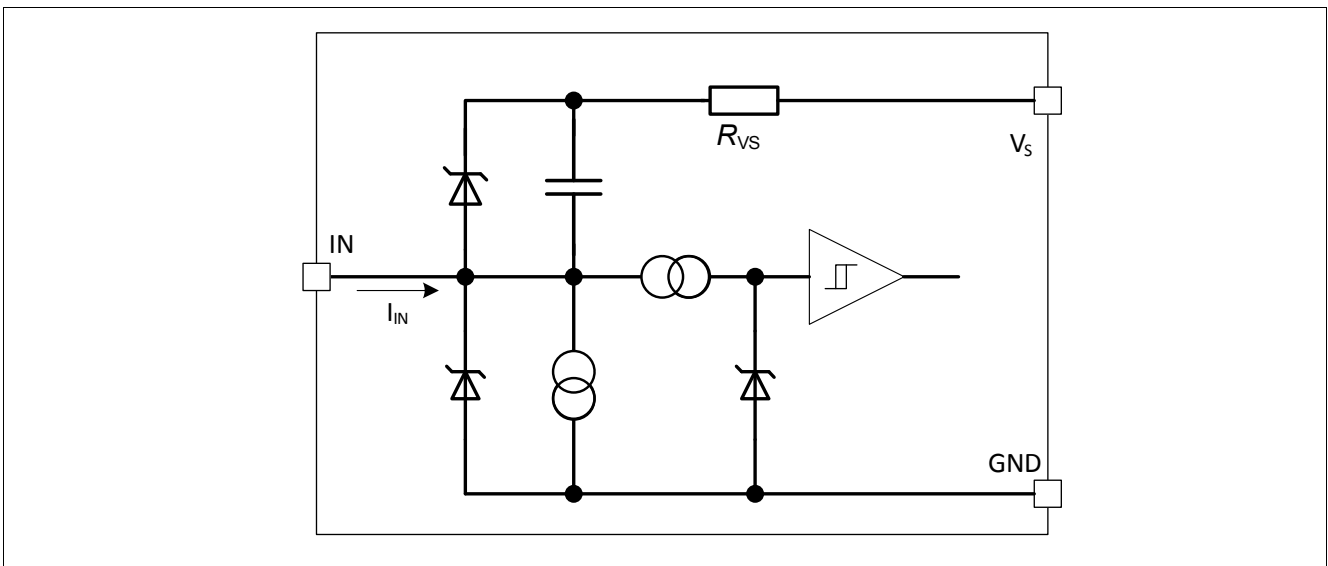 R_VS
V_S
IN
I_IN
GND